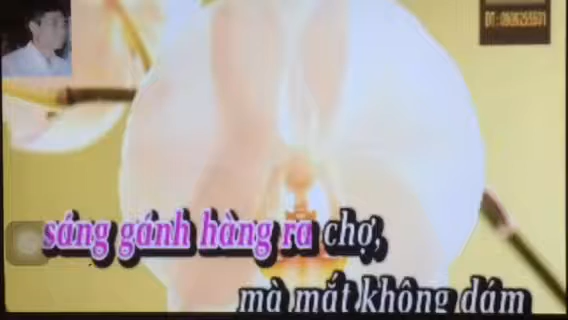 sáng gánh hàng ra chợ,
mà mắt không dám